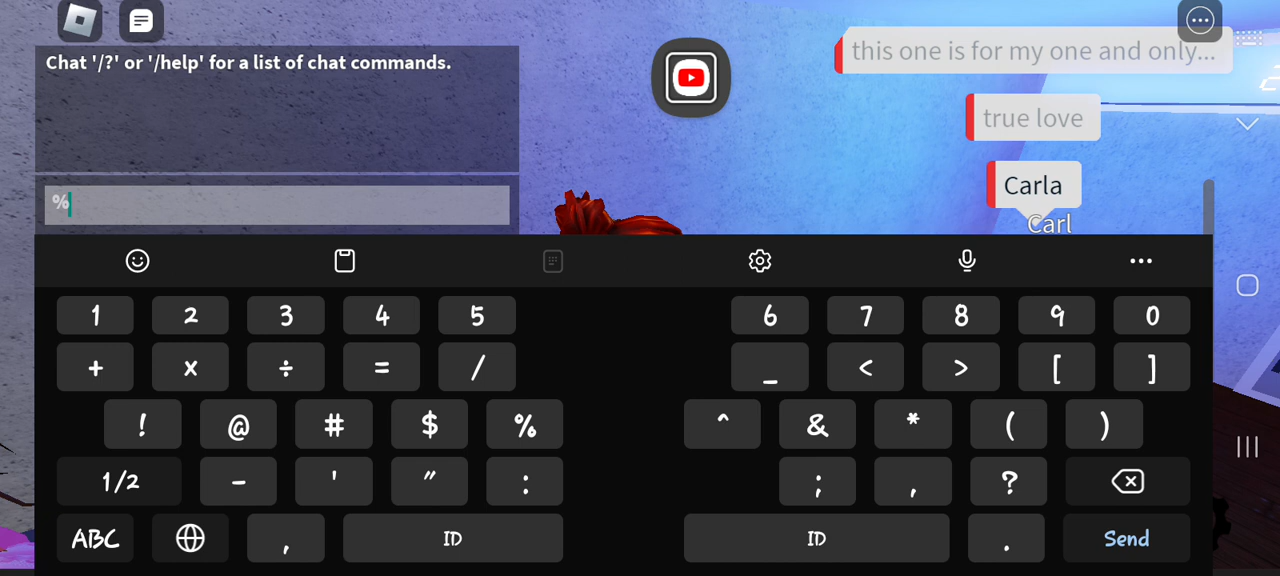 Chat '/?' or '/help' for a list of chat commands.
this one is for my one and only...
true love
Carla
Carl
%
1 2 3 4 5 6 7 8 9 0
+ × ÷ = / _ < > [ ]
! @ # $ % ^ & * ( )
1/2 - ' " : ; , ?
ABC , ID ID . Send